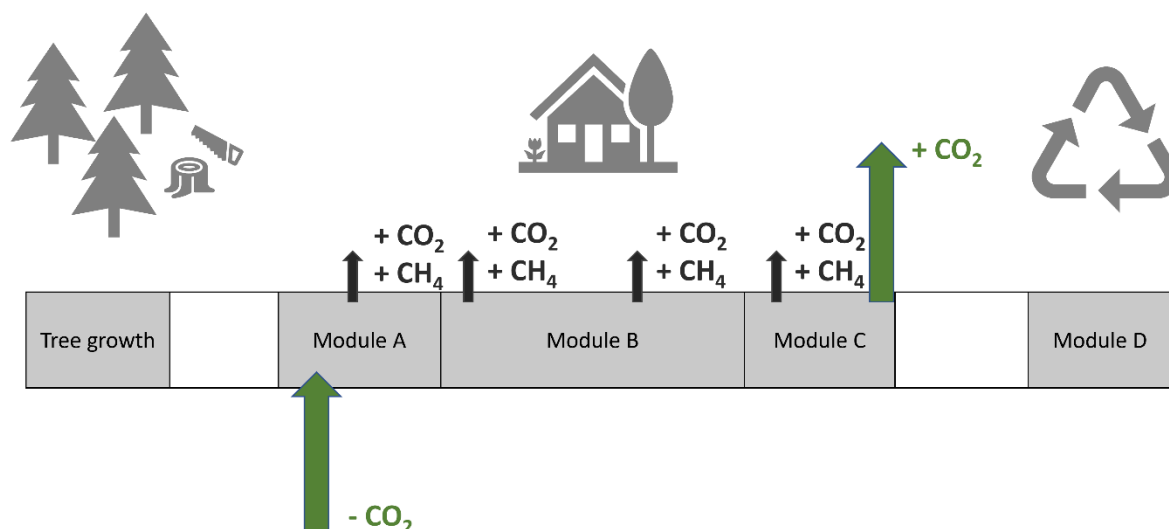 + CO₂
+ CO₂
+ CH₄
+ CO₂
+ CH₄
+ CO₂
+ CH₄
+ CO₂
+ CH₄
Tree growth
Module A
Module B
Module C
Module D
- CO₂